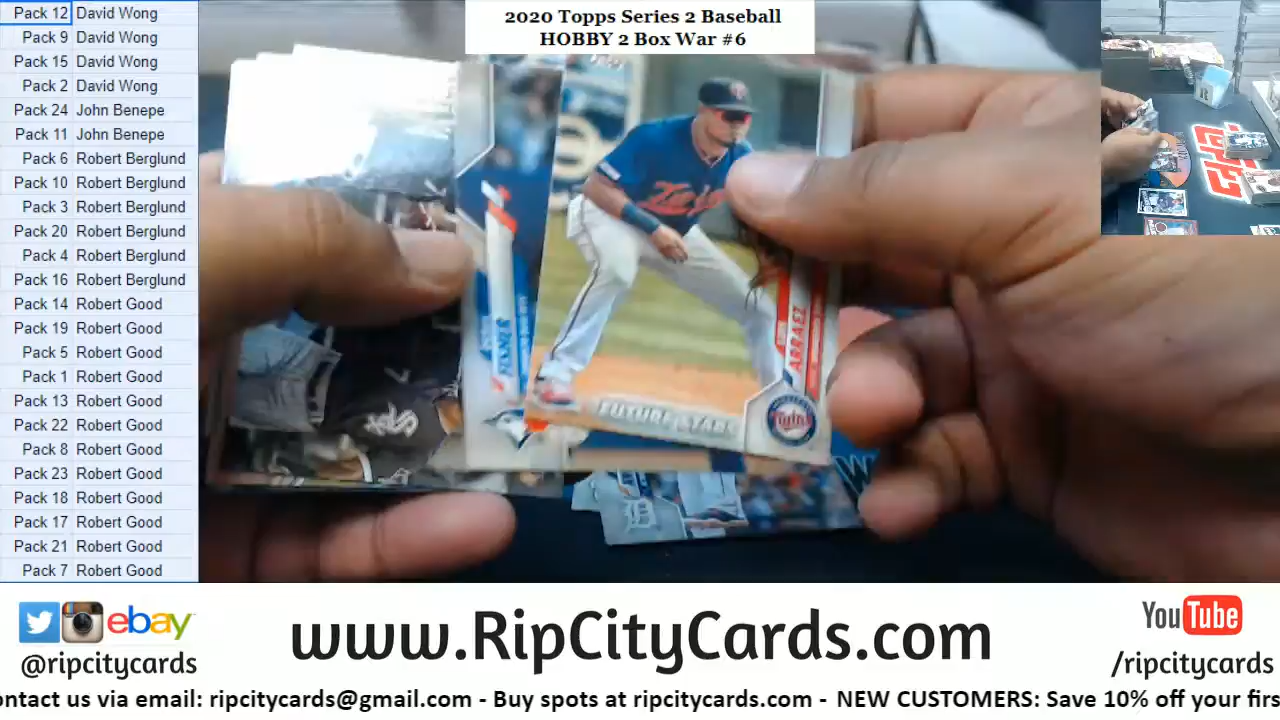 Pack 12 David Wong
Pack 9 David Wong
Pack 15 David Wong
Pack 2 David Wong
Pack 24 John Benepe
Pack 11 John Benepe
Pack 6 Robert Berglund
Pack 10 Robert Berglund
Pack 3 Robert Berglund
Pack 20 Robert Berglund
Pack 4 Robert Berglund
Pack 16 Robert Berglund
Pack 14 Robert Good
Pack 19 Robert Good
Pack 5 Robert Good
Pack 1 Robert Good
Pack 13 Robert Good
Pack 22 Robert Good
Pack 8 Robert Good
Pack 23 Robert Good
Pack 18 Robert Good
Pack 17 Robert Good
Pack 21 Robert Good
Pack 7 Robert Good
2020 Topps Series 2 Baseball
HOBBY 2 Box War #6
ARRAEZ
FUTURE STARS
Twins
ebay
@ripcitycards
www.RipCityCards.com
YouTube
/ripcitycards
ontact us via email: ripcitycards@gmail.com - Buy spots at ripcitycards.com - NEW CUSTOMERS: Save 10% off your firs